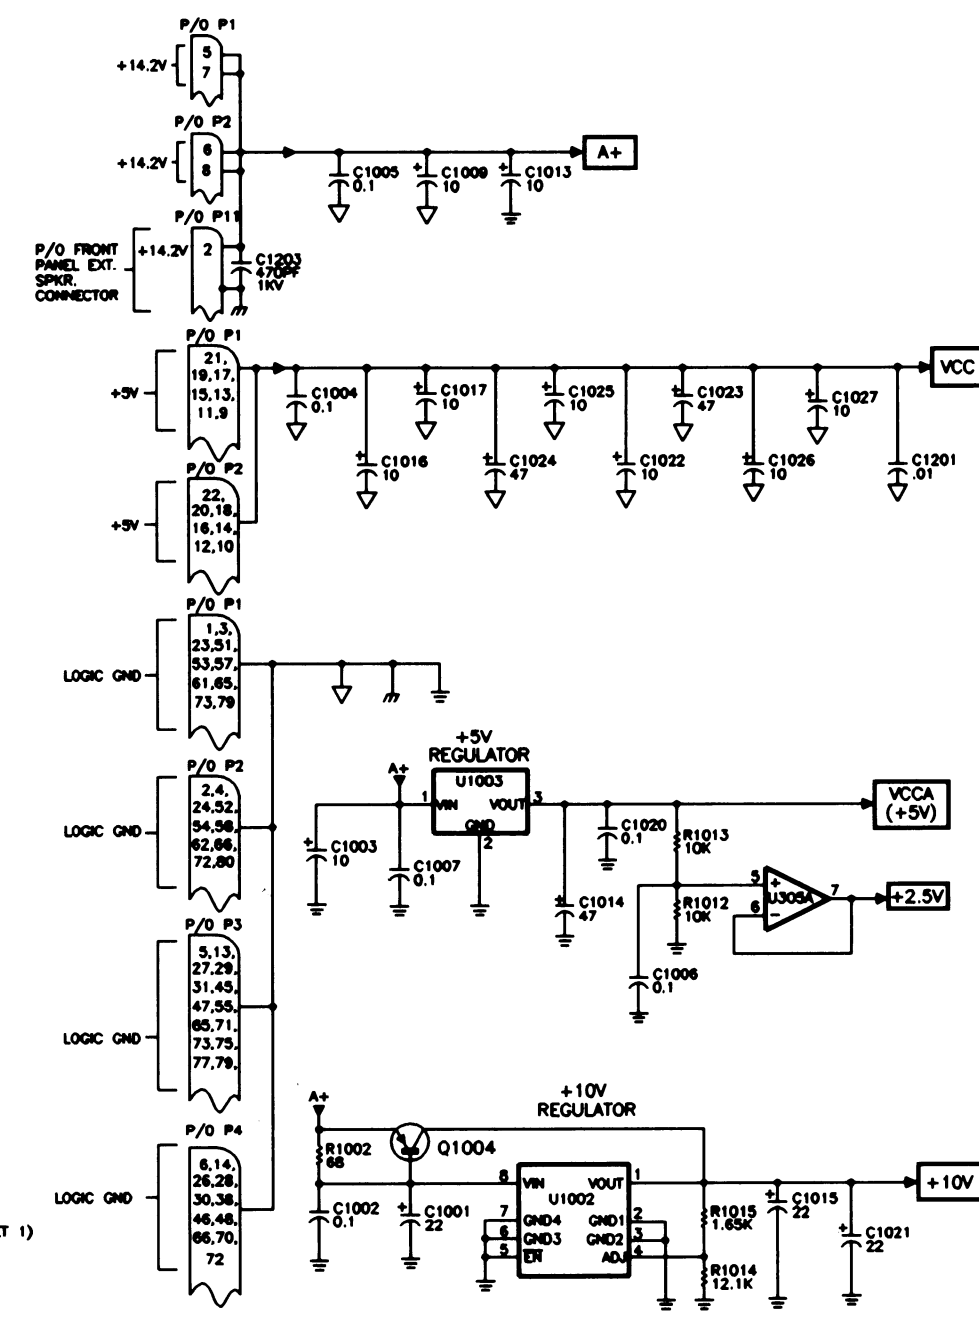 P/O P1
+14.2V
5
7
P/O P2
+14.2V
6
8
A+
C1005
0.1
C1009
10
C1013
10
P/O P11
P/O FRONT
PANEL EXT.
SPKR.
CONNECTOR
+14.2V
2
C1203
470PF
1KV
P/O P1
+5V
21,
19,17,
15,13,
11,9
VCC
C1004
0.1
C1016
10
C1017
10
C1024
47
C1025
10
C1022
10
C1023
47
C1026
10
C1027
10
C1201
.01
P/O P2
+5V
22,
20,18,
16,14,
12,10
P/O P1
LOGIC GND
1,3,
23,51,
53,57,
61,65,
73,79
P/O P2
LOGIC GND
2,4,
24,52,
54,58,
62,66,
72,80
+5V
REGULATOR
A+
U1003
1
VIN
VOUT
3
GND
2
C1003
10
C1007
0.1
C1014
47
C1020
0.1
R1013
10K
R1012
10K
C1006
0.1
VCCA
(+5V)
5
+
6
-
U305A
7
+2.5V
P/O P3
LOGIC GND
5,13,
27,29,
31,45,
47,55,
65,71,
73,75,
77,79,
P/O P4
LOGIC GND
6,14,
26,28,
30,38,
46,48,
66,70,
72
T 1)
+10V
REGULATOR
A+
R1002
68
Q1004
C1002
0.1
C1001
22
8
VIN
VOUT
1
U1002
7
GND4
GND1
2
6
GND3
GND2
3
5
EN
ADJ
4
R1015
1.65K
R1014
12.1K
C1015
22
C1021
22
+10V